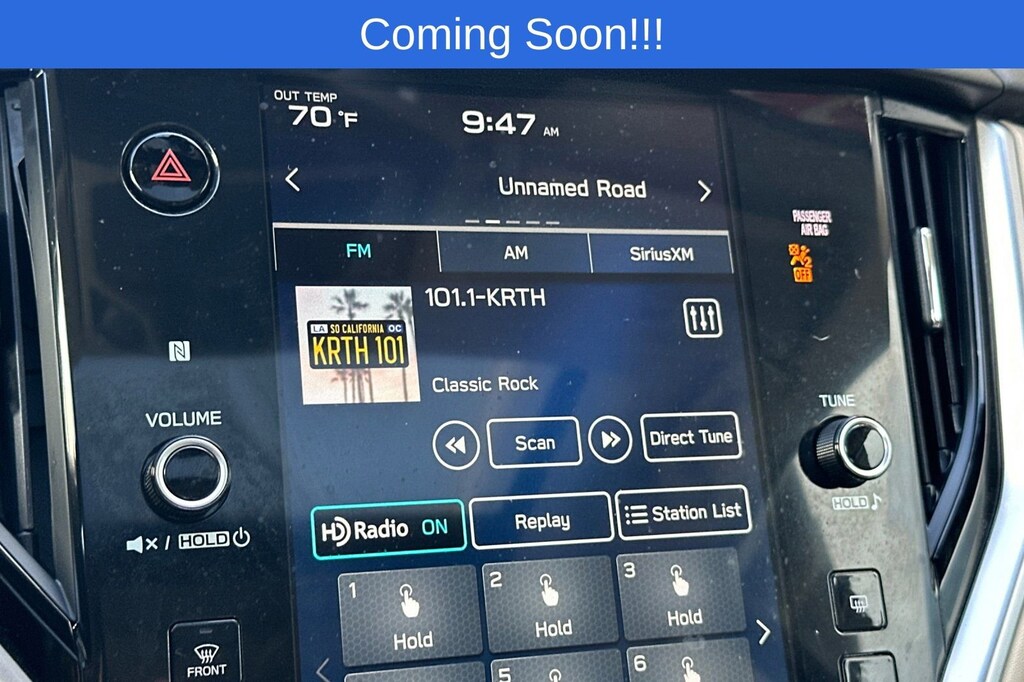 Coming Soon!!!
OUT TEMP
70 °F
9:47 AM
Unnamed Road
PASSENGER
AIR BAG
2
OFF
FM
AM
SiriusXM
101.1-KRTH
LA SO CALIFORNIA OC
KRTH 101
Classic Rock
N
VOLUME
TUNE
Scan
Direct Tune
HOLD
HD Radio ON
Replay
Station List
/ HOLD
1
Hold
2
Hold
3
Hold
FRONT
5
6